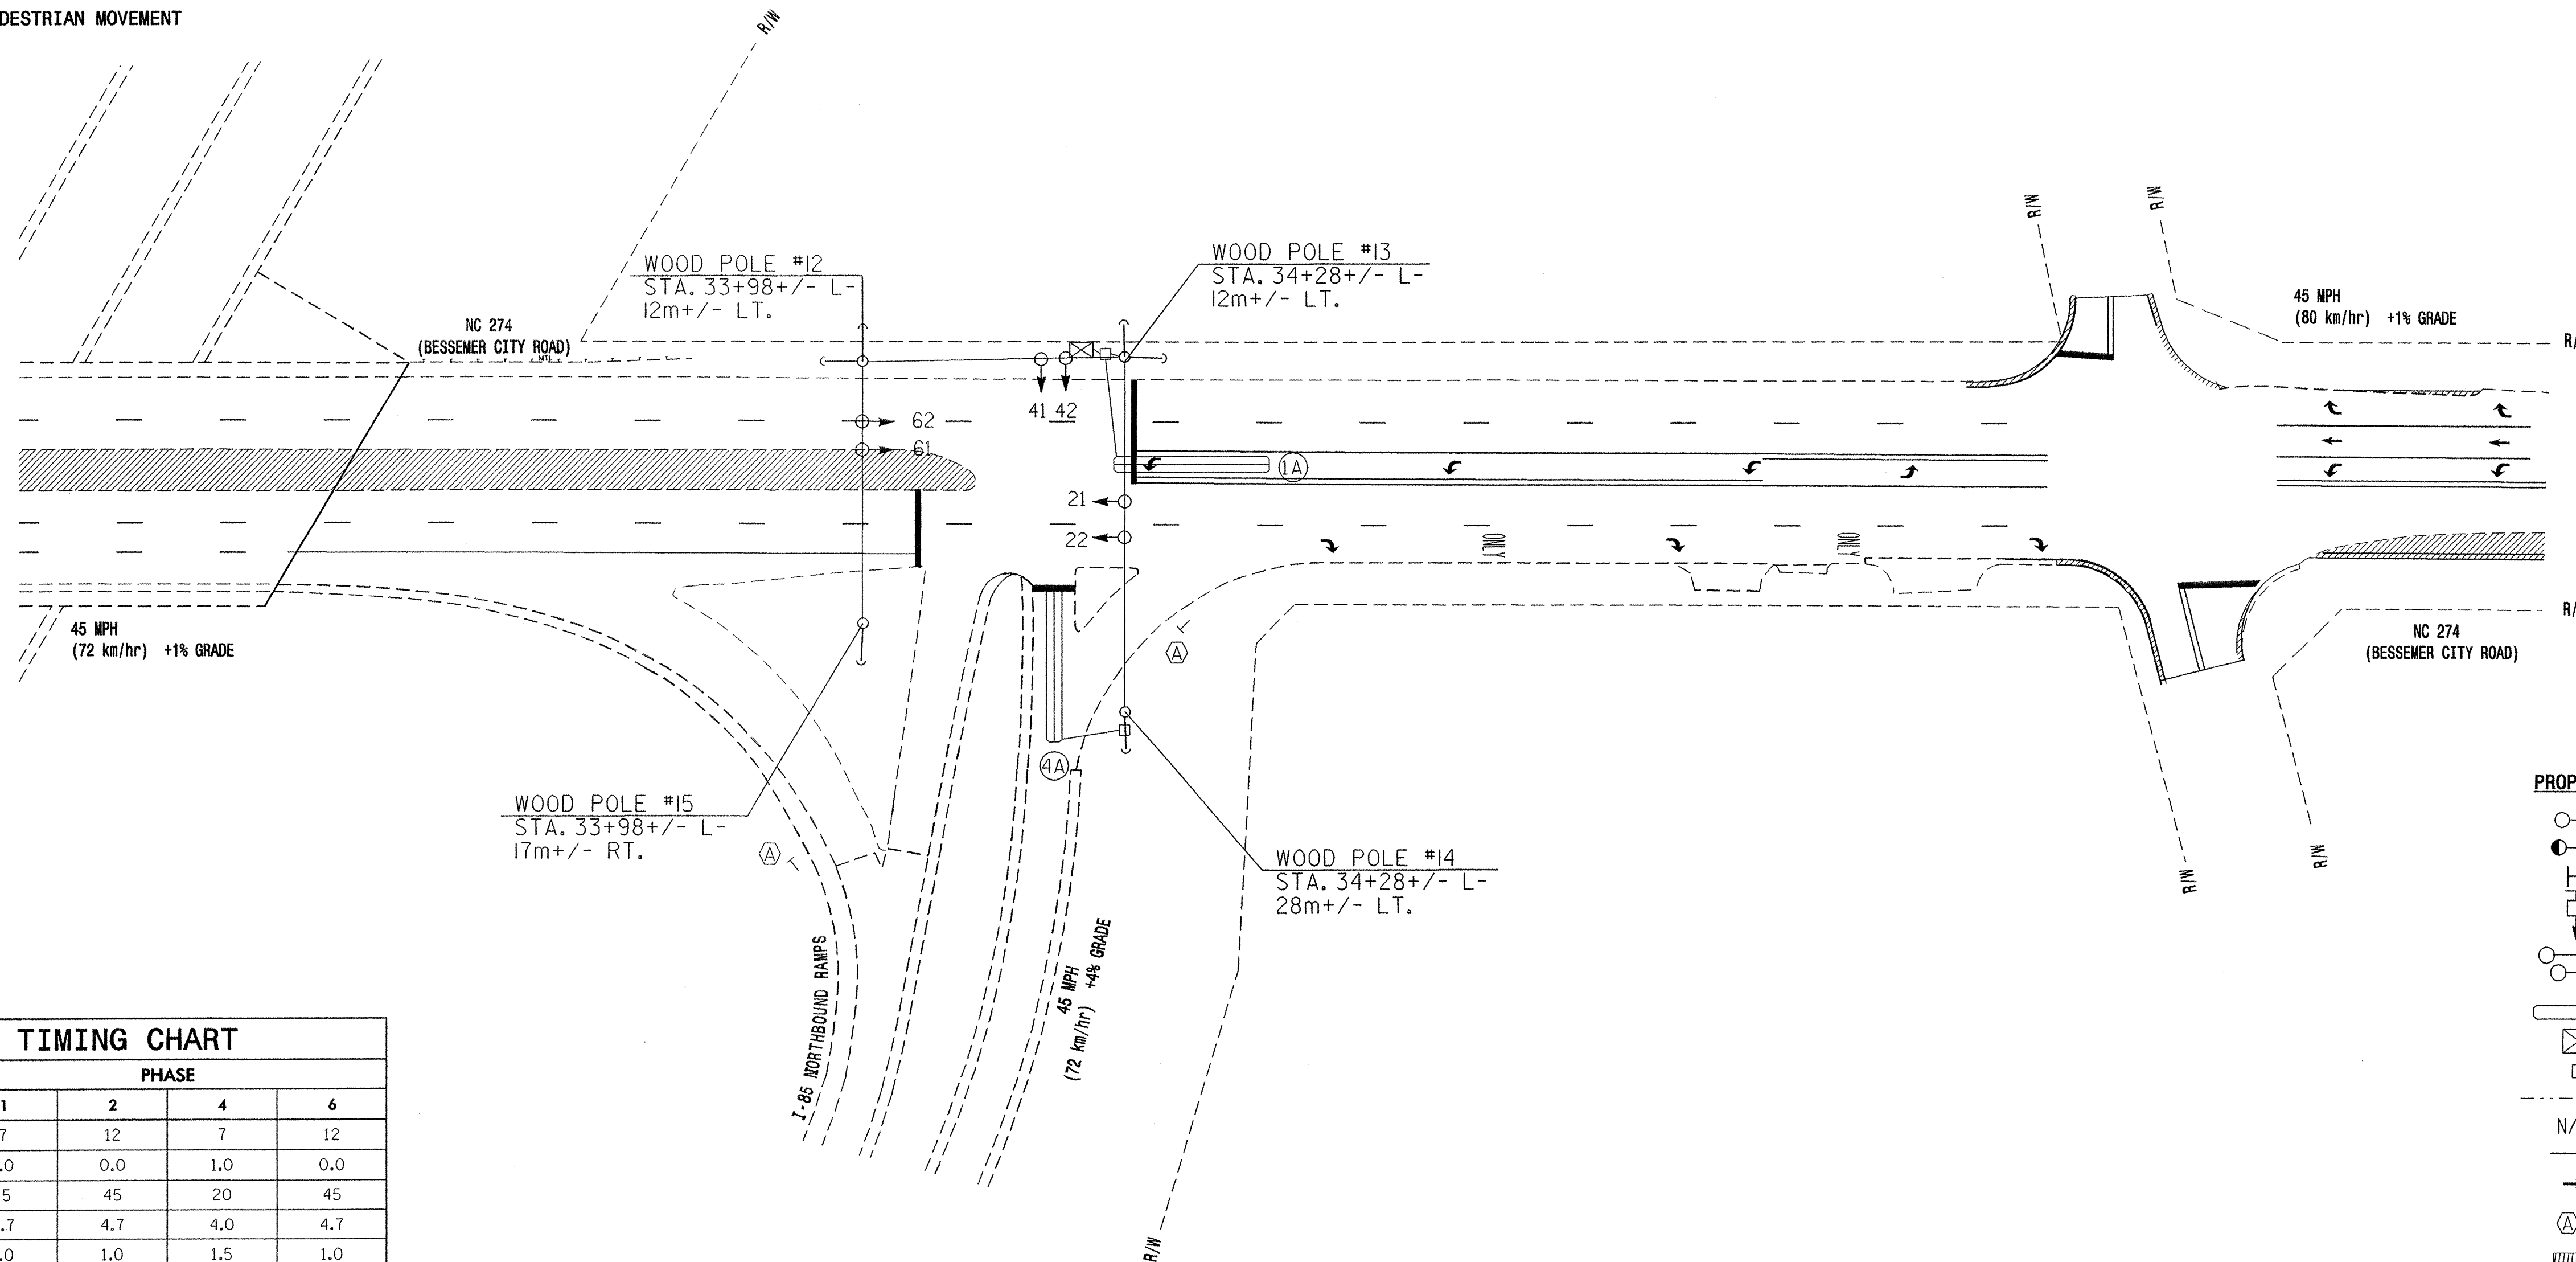 DESTRIAN MOVEMENT
R/W
WOOD POLE #12
STA. 33+98+/- L-
12m+/- LT.
WOOD POLE #13
STA. 34+28+/- L-
12m+/- LT.
R/W
R/W
45 MPH
(80 km/hr) +1% GRADE
NC 274
(BESSEMER CITY ROAD)
R/
41 42
62
61
1A
21
22
ONLY
ONLY
45 MPH
(72 km/hr) +1% GRADE
A
R/
NC 274
(BESSEMER CITY ROAD)
4A
WOOD POLE #15
STA. 33+98+/- L-
17m+/- RT.
A
WOOD POLE #14
STA. 34+28+/- L-
28m+/- LT.
R/W
R/W
PROP
I-85 NORTHBOUND RAMPS
45 MPH
(72 km/hr) +4% GRADE
R/W
TIMING CHART
PHASE
1 2 4 6
7 12 7 12
.0 0.0 1.0 0.0
5 45 20 45
.7 4.7 4.0 4.7
.0 1.0 1.5 1.0
N/
A